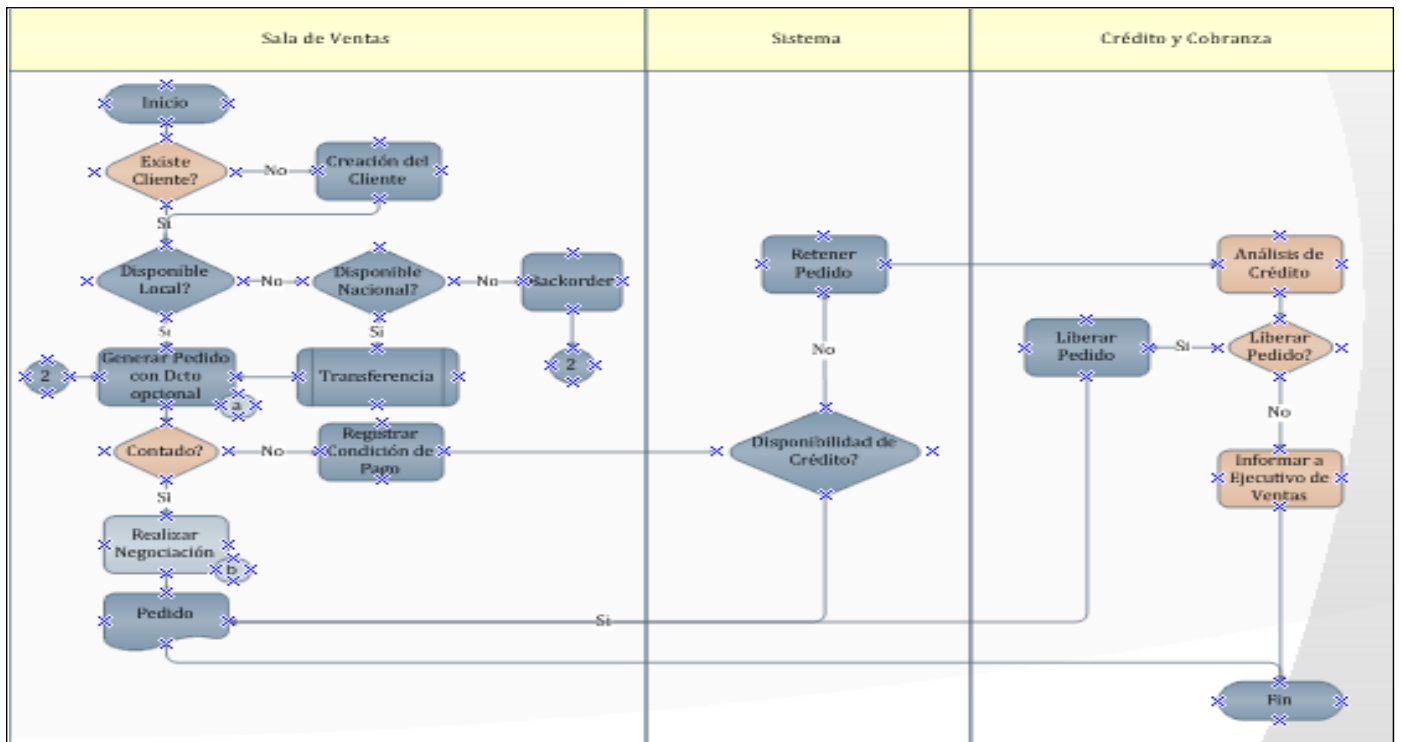 Sala de Ventas
Sistema
Crédito y Cobranza
Inicio
Existe
Cliente?
No
Creación del
Cliente
Si
Disponible
Local?
No
Disponible
Nacional?
No
Backorder
Si
Si
2
Generar Pedido
con Dcto
opcional
a
Transferencia
2
Contado?
No
Registrar
Condición de
Pago
Si
Realizar
Negociación
b
Pedido
Si
Retener
Pedido
No
Disponibilidad de
Crédito?
Análisis de
Crédito
Liberar
Pedido
Si
Liberar
Pedido?
No
Informar a
Ejecutivo de
Ventas
Fin